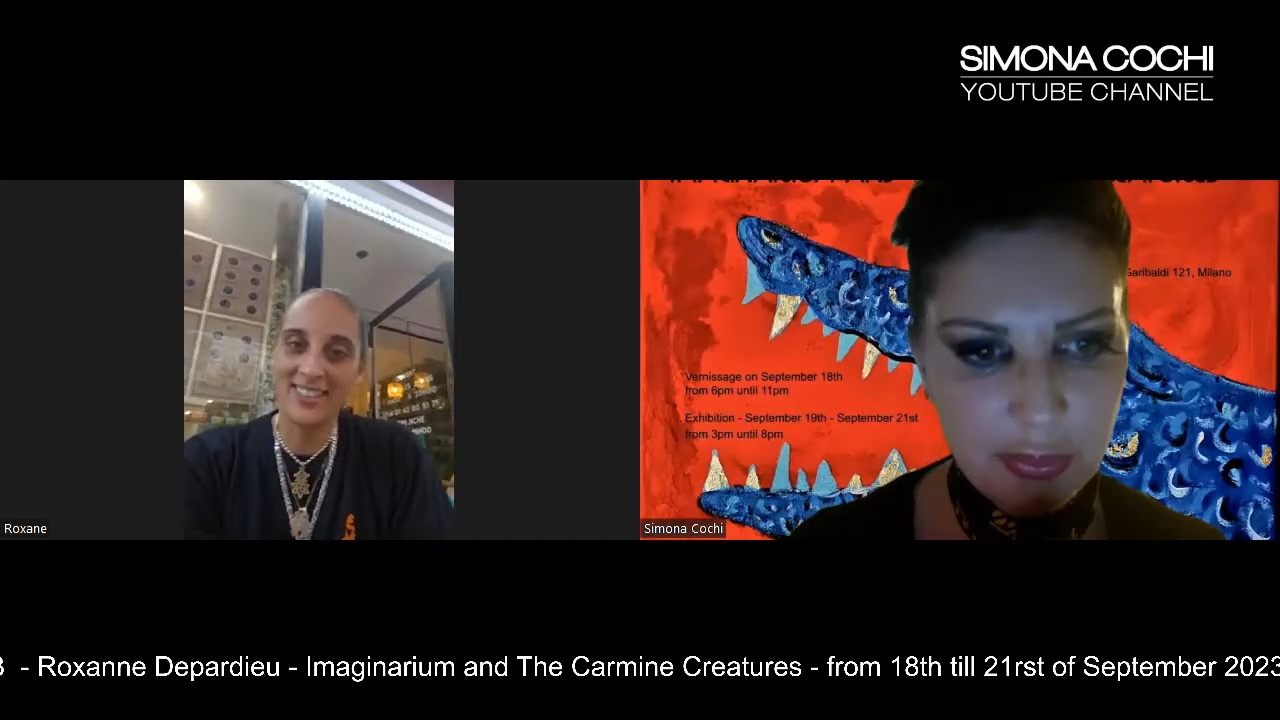 SIMONA COCHI
YOUTUBE CHANNEL
Garibaldi 121, Milano
Vernissage on September 18th
from 6pm until 11pm
Exhibition - September 19th - September 21st
from 3pm until 8pm
Roxane
Simona Cochi
- Roxanne Depardieu - Imaginarium and The Carmine Creatures - from 18th till 21rst of September 2023